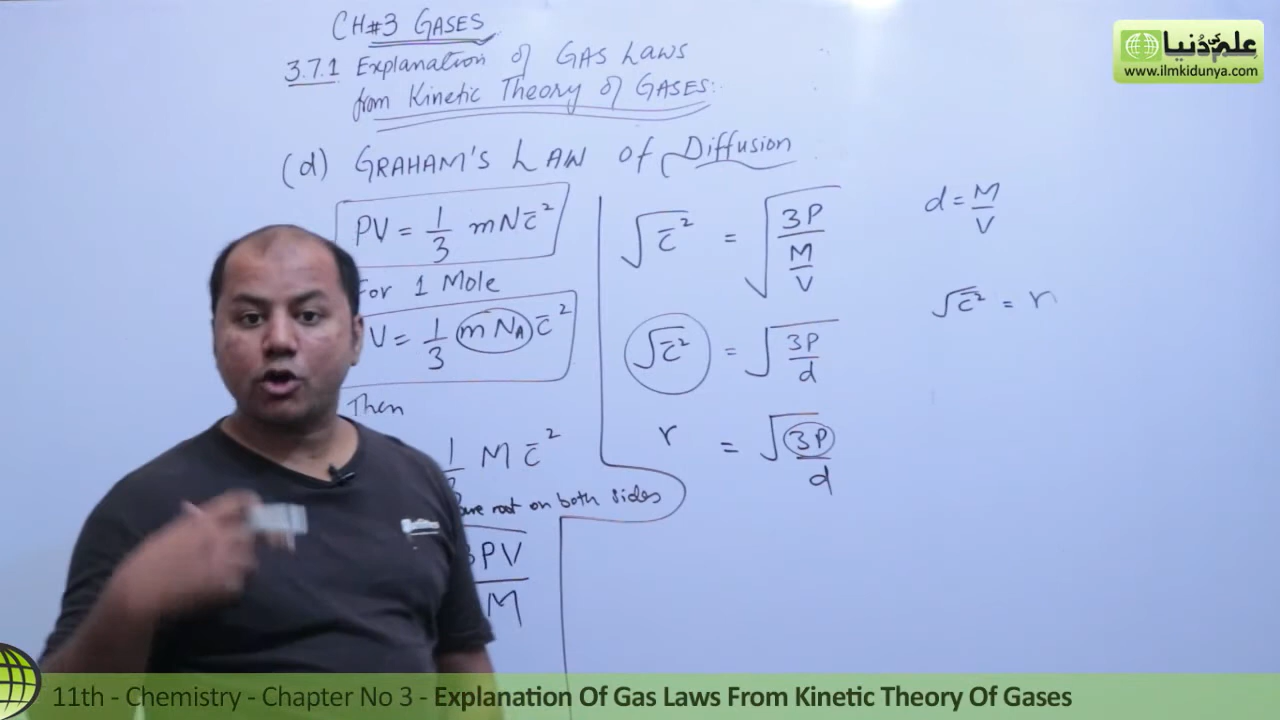 CH#3 GASES
3.7.1 Explanation of GAS LAWS
from Kinetic Theory of GASES:
(d) GRAHAM'S LAW of Diffusion
PV = 1/3 mNc̄²
For 1 Mole
V = 1/3 m N_A c̄²
Then
M c̄²
root on both sides
PV
M
√c̄² = √(3P / (M/V))
√c̄² = √(3P/d)
r = √(3P/d)
d = M/V
√c̄² = r
علم کی دُنیا
www.ilmkidunya.com
11th - Chemistry - Chapter No 3 - Explanation Of Gas Laws From Kinetic Theory Of Gases